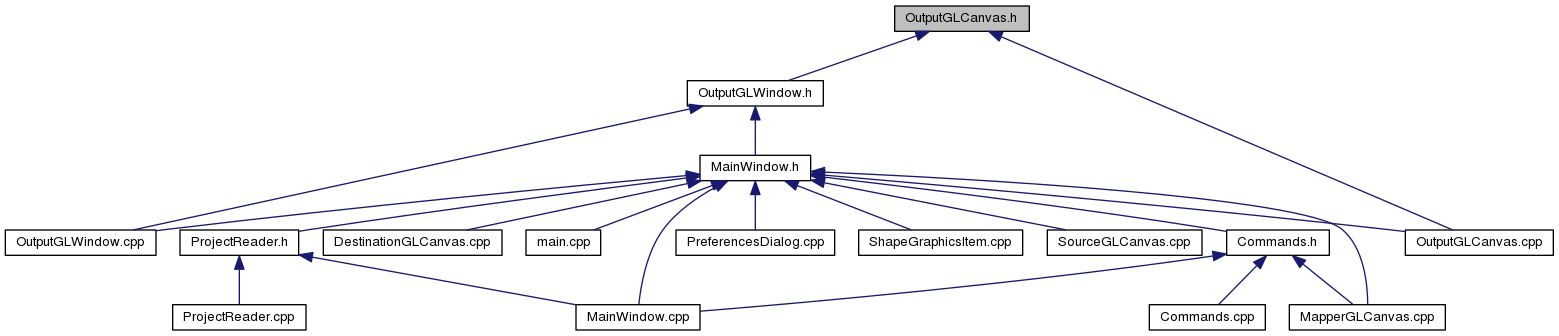 OutputGLCanvas.h
OutputGLWindow.h
MainWindow.h
OutputGLWindow.cpp
ProjectReader.h
DestinationGLCanvas.cpp
main.cpp
PreferencesDialog.cpp
ShapeGraphicsItem.cpp
SourceGLCanvas.cpp
Commands.h
OutputGLCanvas.cpp
ProjectReader.cpp
MainWindow.cpp
Commands.cpp
MapperGLCanvas.cpp